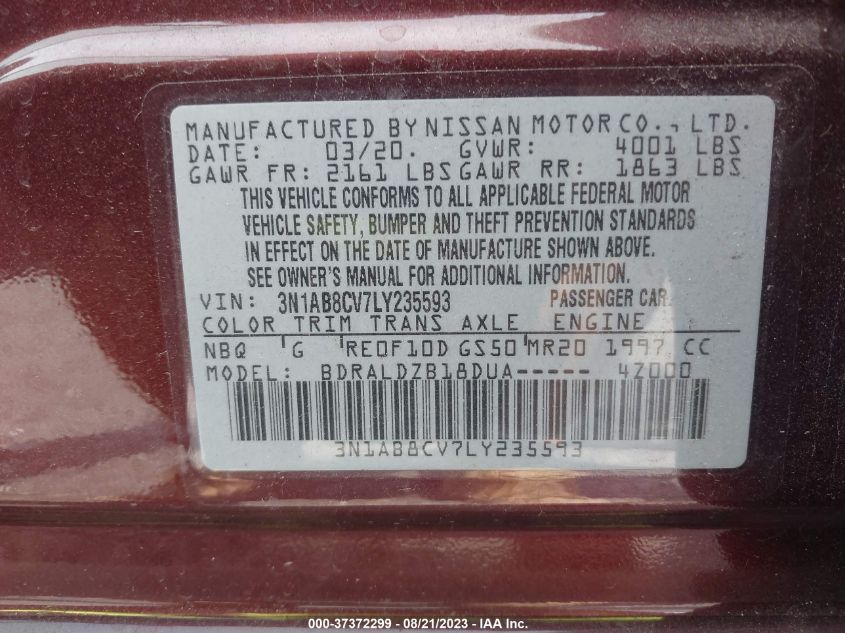 MANUFACTURED BY NISSAN MOTOR CO., LTD.
DATE: 03/20. GVWR: 4001 LBS
GAWR FR: 2161 LBS GAWR RR: 1863 LBS
THIS VEHICLE CONFORMS TO ALL APPLICABLE FEDERAL MOTOR
VEHICLE SAFETY, BUMPER AND THEFT PREVENTION STANDARDS
IN EFFECT ON THE DATE OF MANUFACTURE SHOWN ABOVE.
SEE OWNER'S MANUAL FOR ADDITIONAL INFORMATION.
VIN: 3N1AB8CV7LY235593 PASSENGER CAR
COLOR TRIM TRANS AXLE ENGINE
NBQ G RE0F10D GS50 MR20 1997 CC
MODEL: BDRALDZB18DUA----- 4Z000
3N1AB8CV7LY235593
000-37372299 - 08/21/2023 - IAA Inc.